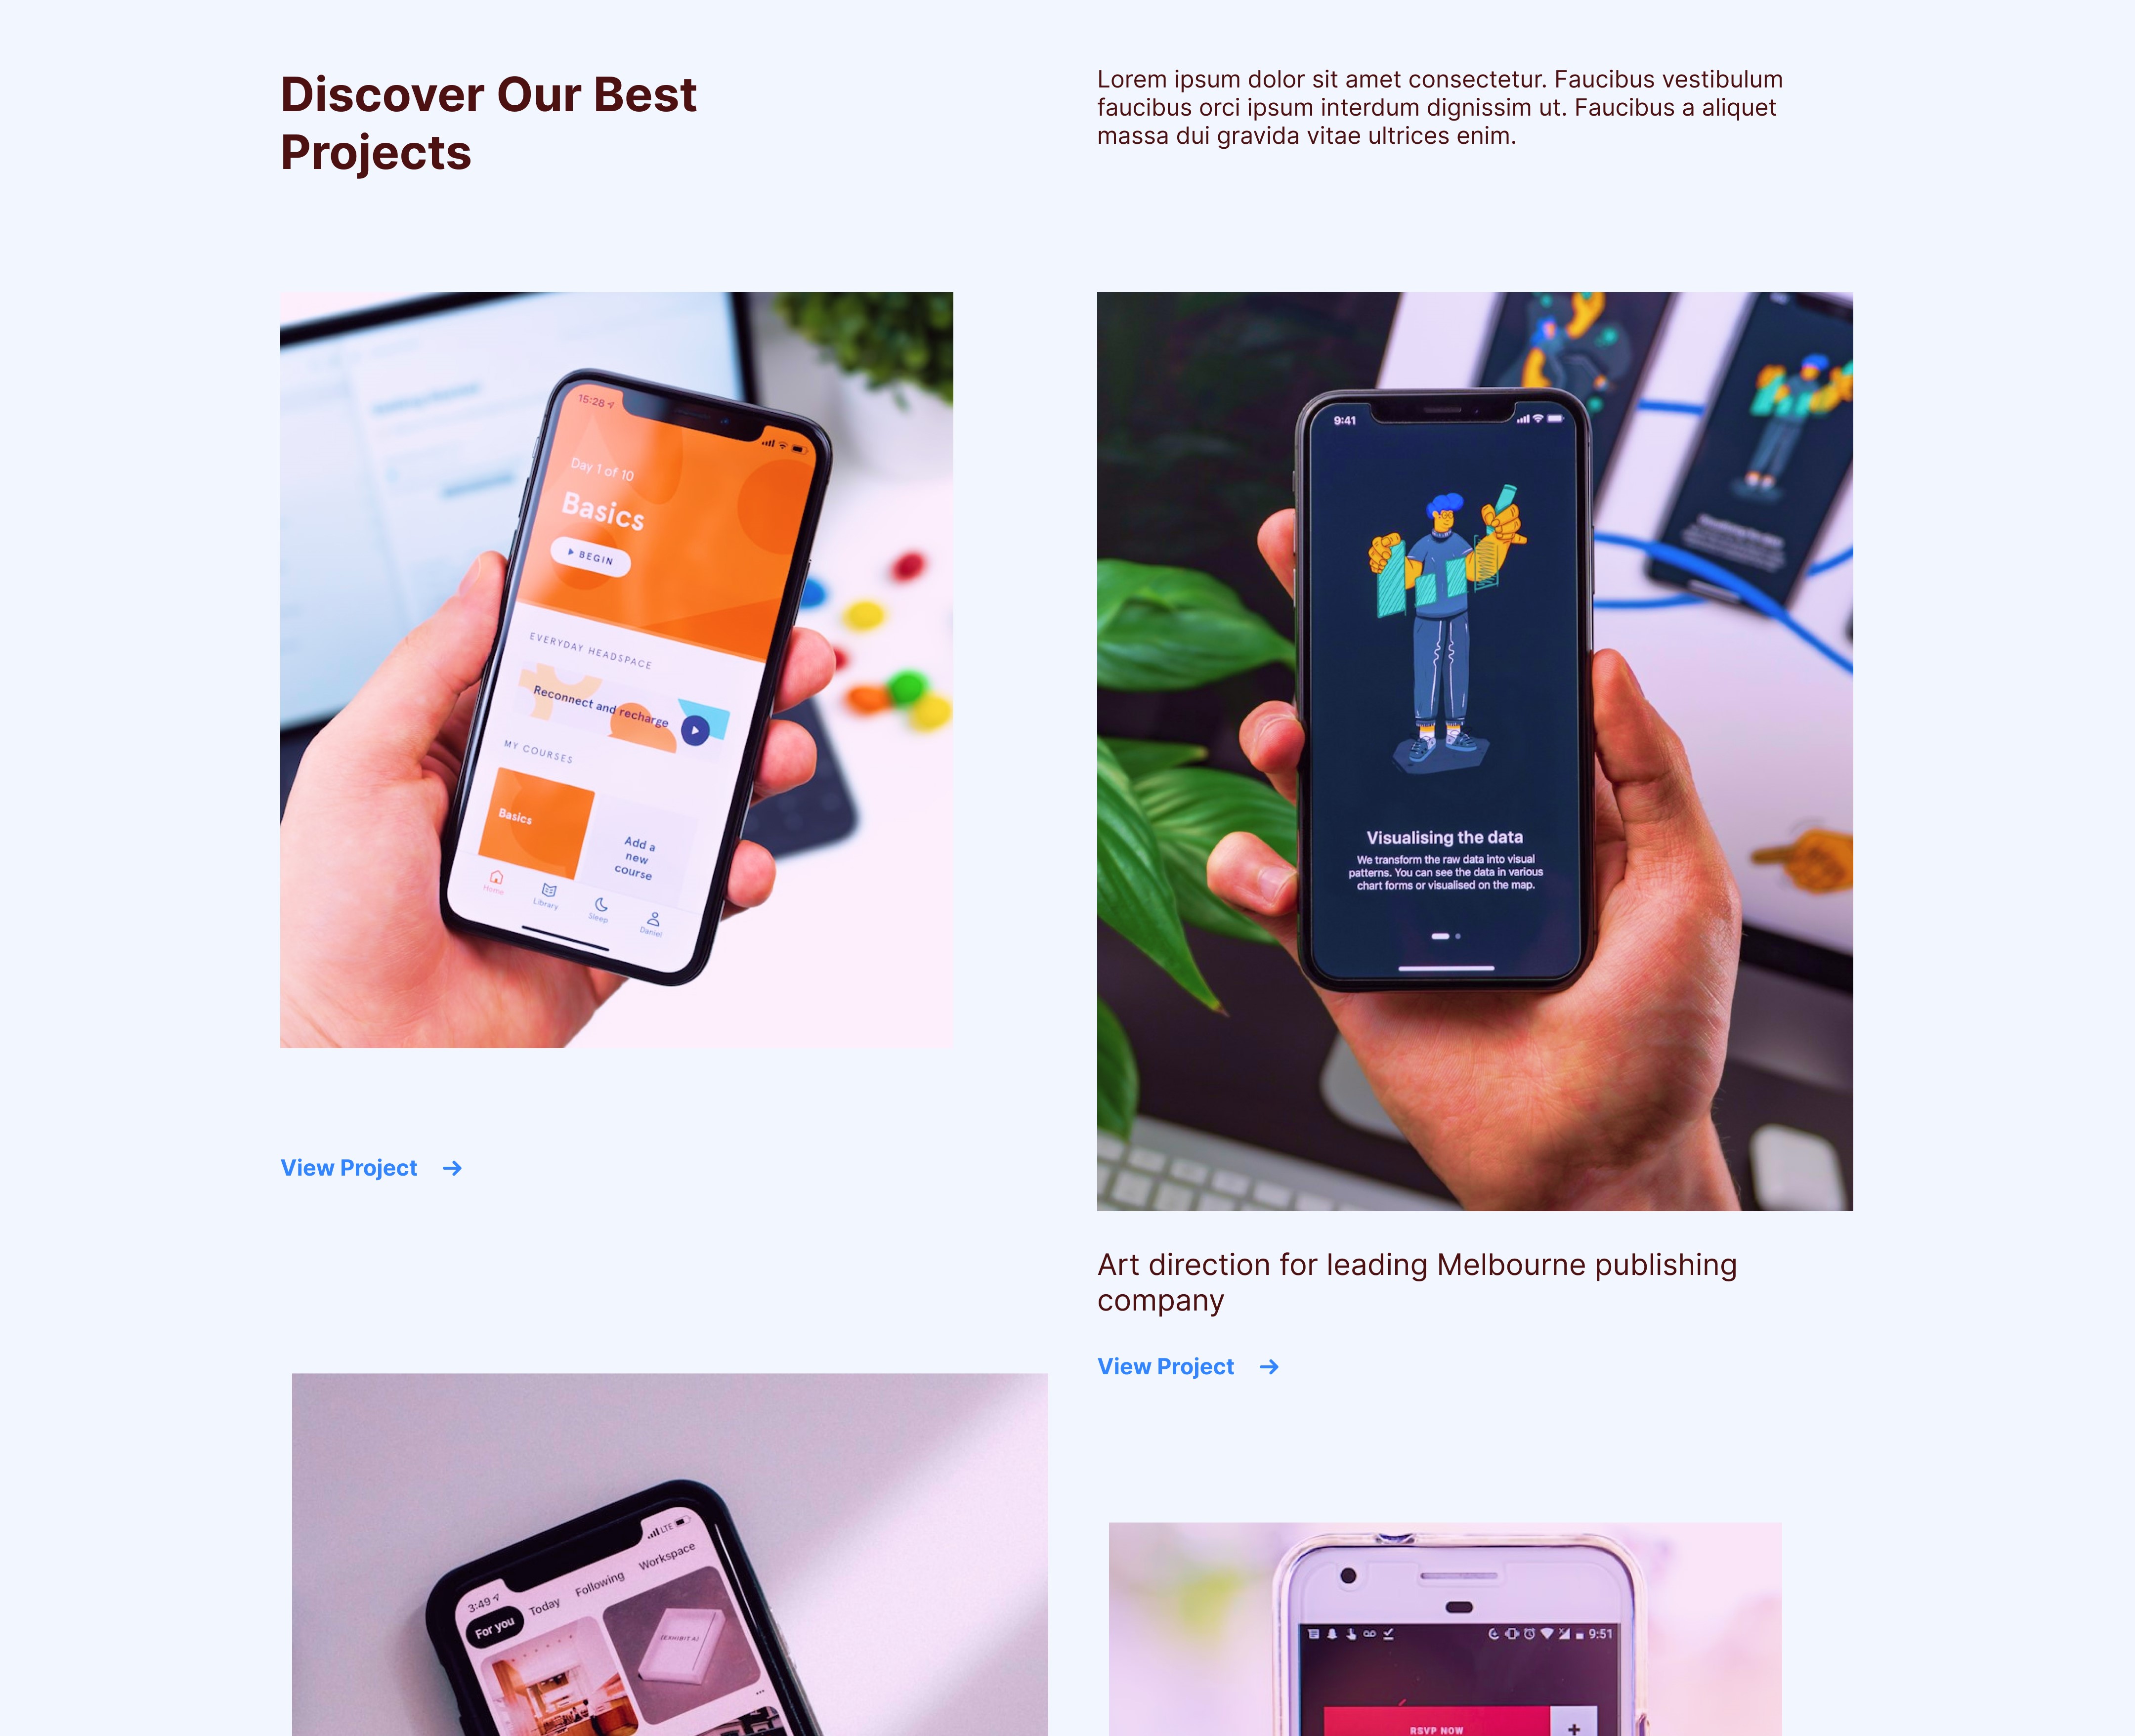 Discover Our Best
Projects
Lorem ipsum dolor sit amet consectetur. Faucibus vestibulum
faucibus orci ipsum interdum dignissim ut. Faucibus a aliquet
massa dui gravida vitae ultrices enim.
15:28
Day 1 of 10
Basics
BEGIN
EVERYDAY HEADSPACE
Reconnect and recharge
MY COURSES
Basics
Add a
new
course
Home
Library
Sleep
Daniel
View Project
9:41
Visualising the data
We transform the raw data into visual
patterns. You can see the data in various
chart forms or visualised on the map.
Art direction for leading Melbourne publishing
company
View Project
3:49
LTE
For you
Today
Following
Workspace
(EXHIBIT A)
9:51
RSVP NOW
+